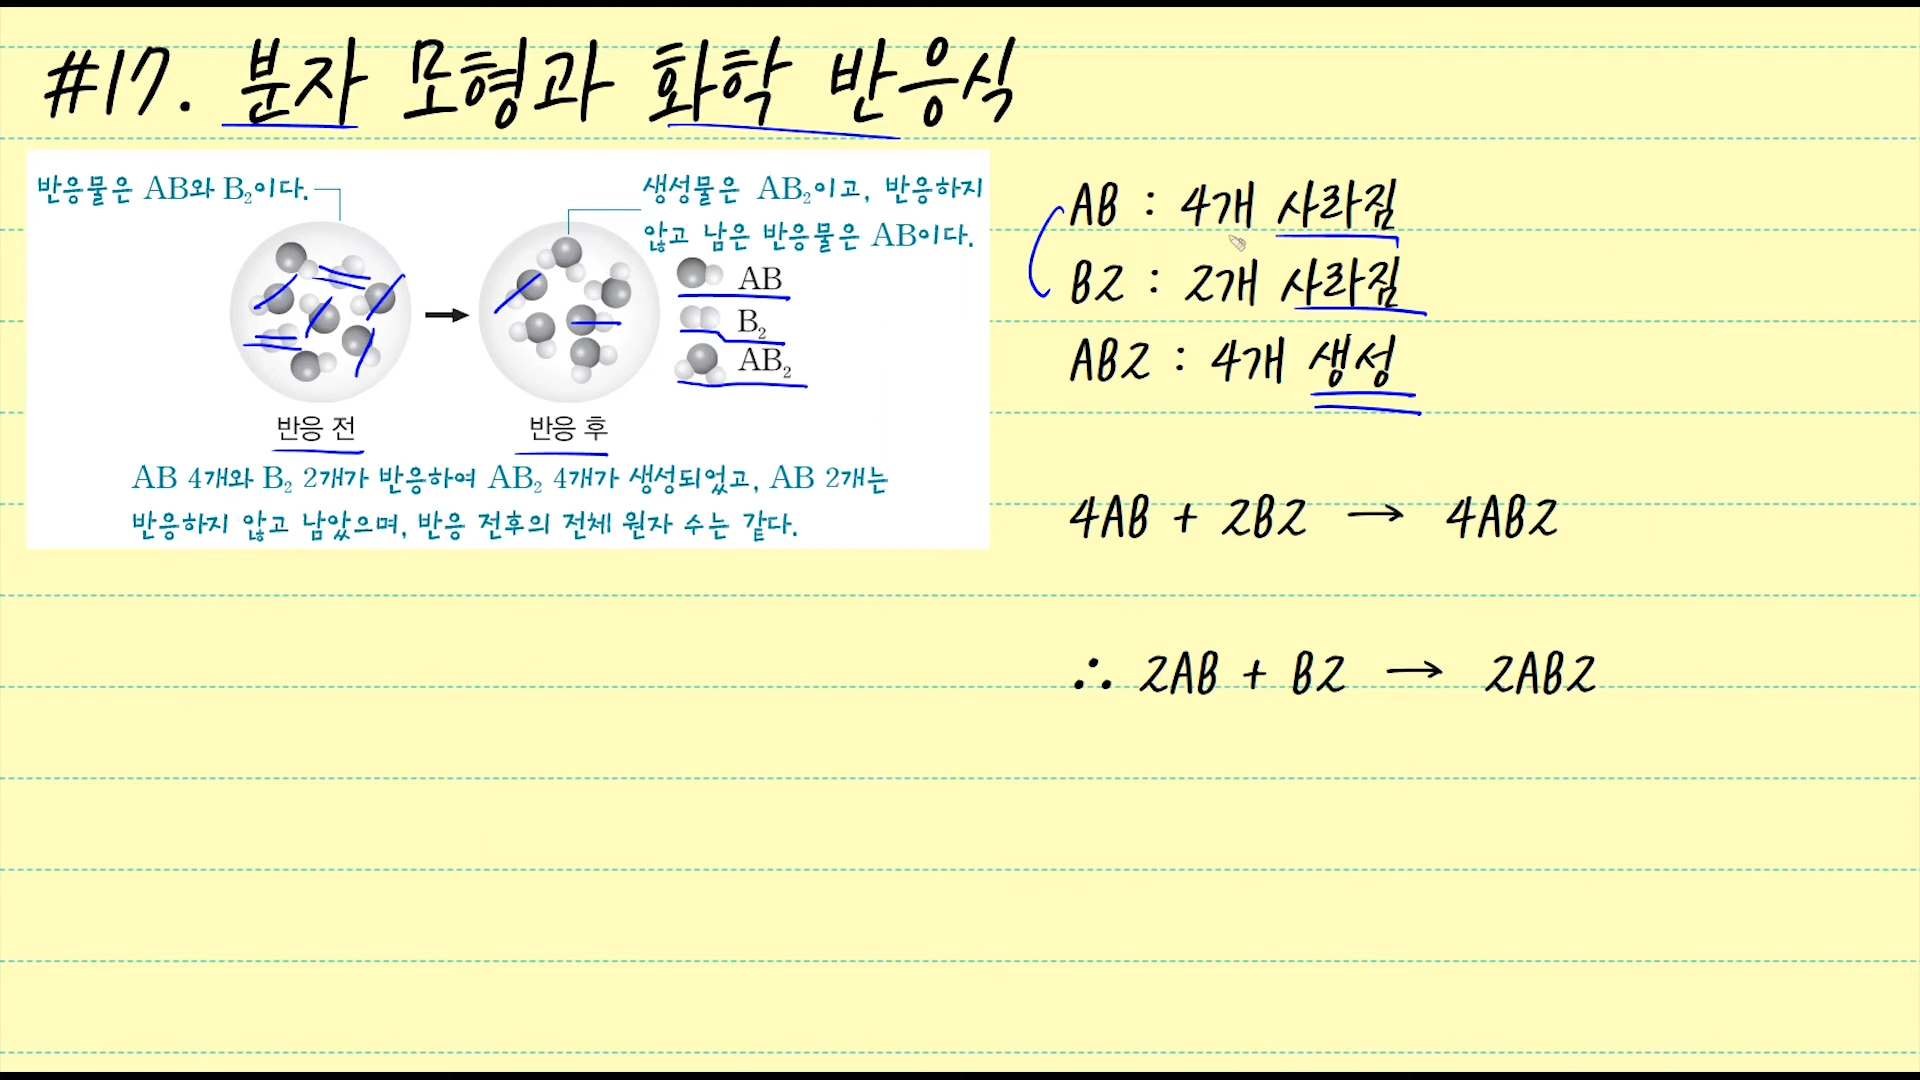 #17. 분자 모형과 화학 반응식
반응물은 AB와 B₂이다.
생성물은 AB₂이고, 반응하지
않고 남은 반응물은 AB이다.
AB
B₂
AB₂
반응 전
반응 후
AB 4개와 B₂ 2개가 반응하여 AB₂ 4개가 생성되었고, AB 2개는
반응하지 않고 남았으며, 반응 전후의 전체 원자 수는 같다.
AB : 4개 사라짐
B2 : 2개 사라짐
AB2 : 4개 생성
4AB + 2B2 → 4AB2
∴ 2AB + B2 → 2AB2